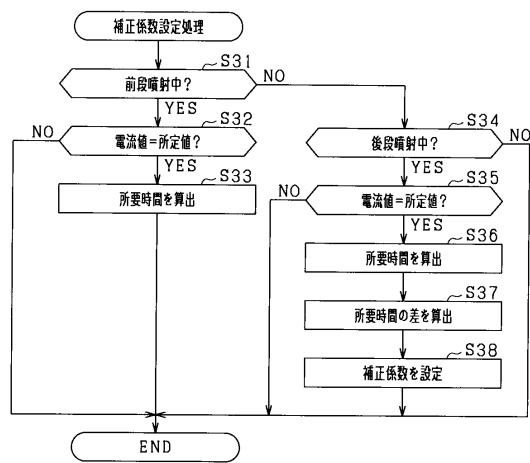 補正係数設定処理
S31
前段噴射中?
NO
YES
S32
NO
電流値=所定値?
YES
S33
所要時間を算出
S34
後段噴射中?
NO
YES
S35
NO
電流値=所定値?
YES
S36
所要時間を算出
S37
所要時間の差を算出
S38
補正係数を設定
END